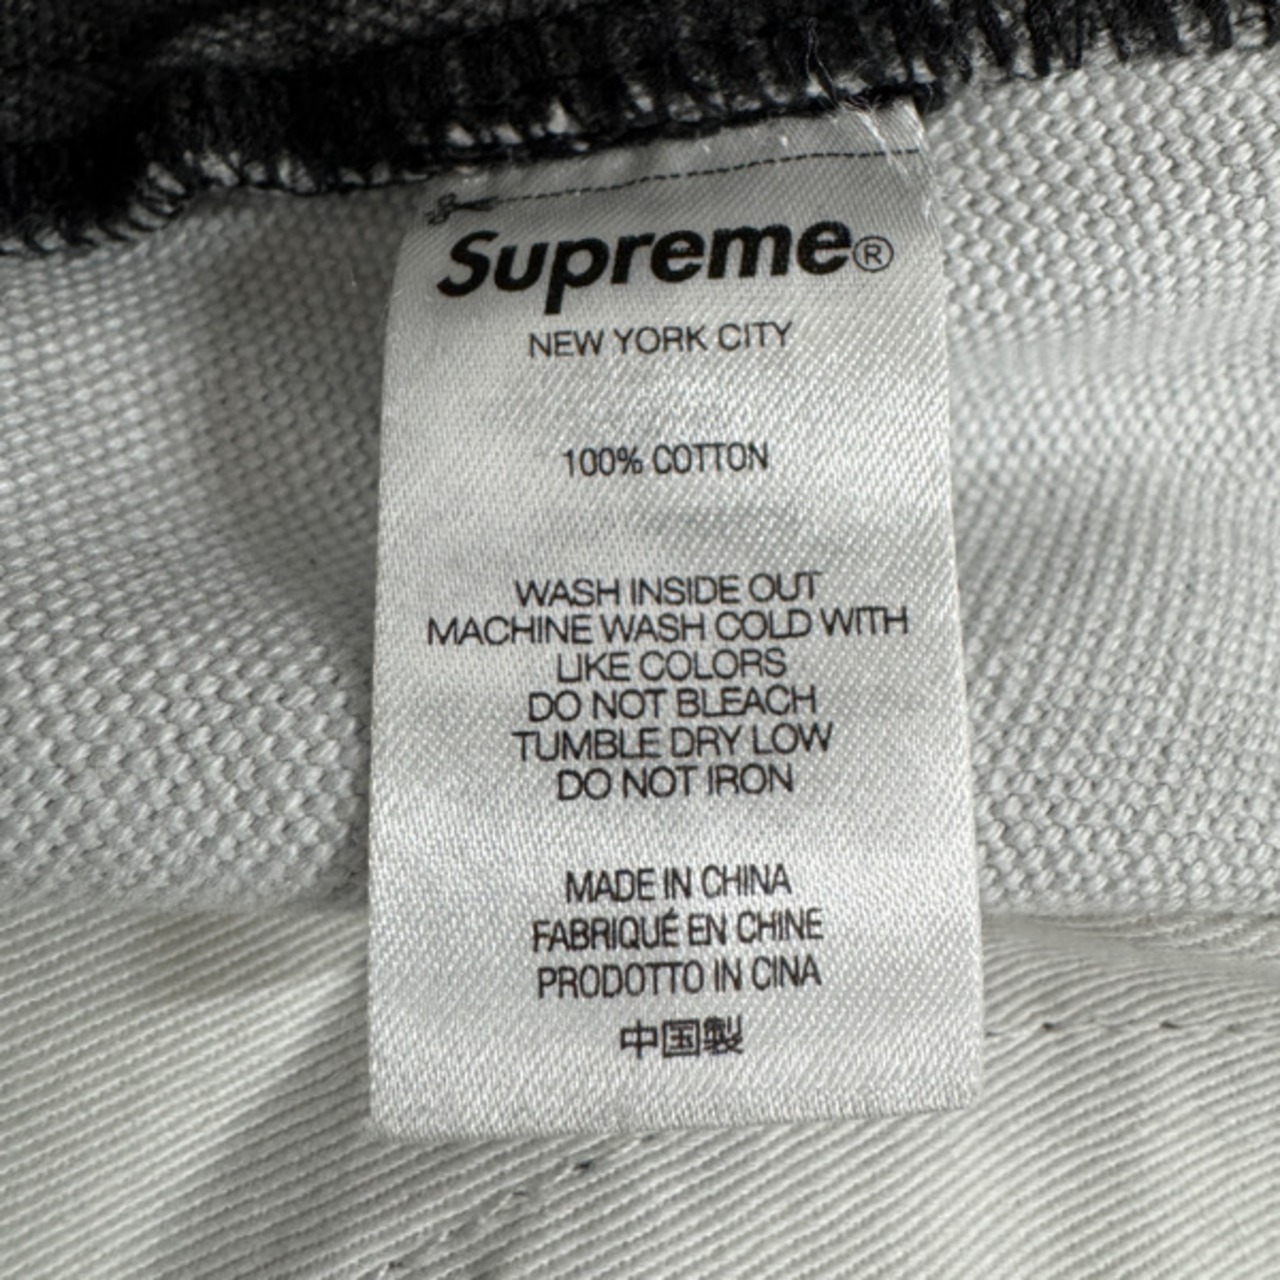 Supreme®
NEW YORK CITY
100% COTTON
WASH INSIDE OUT
MACHINE WASH COLD WITH
LIKE COLORS
DO NOT BLEACH
TUMBLE DRY LOW
DO NOT IRON
MADE IN CHINA
FABRIQUÉ EN CHINE
PRODOTTO IN CINA
中国製